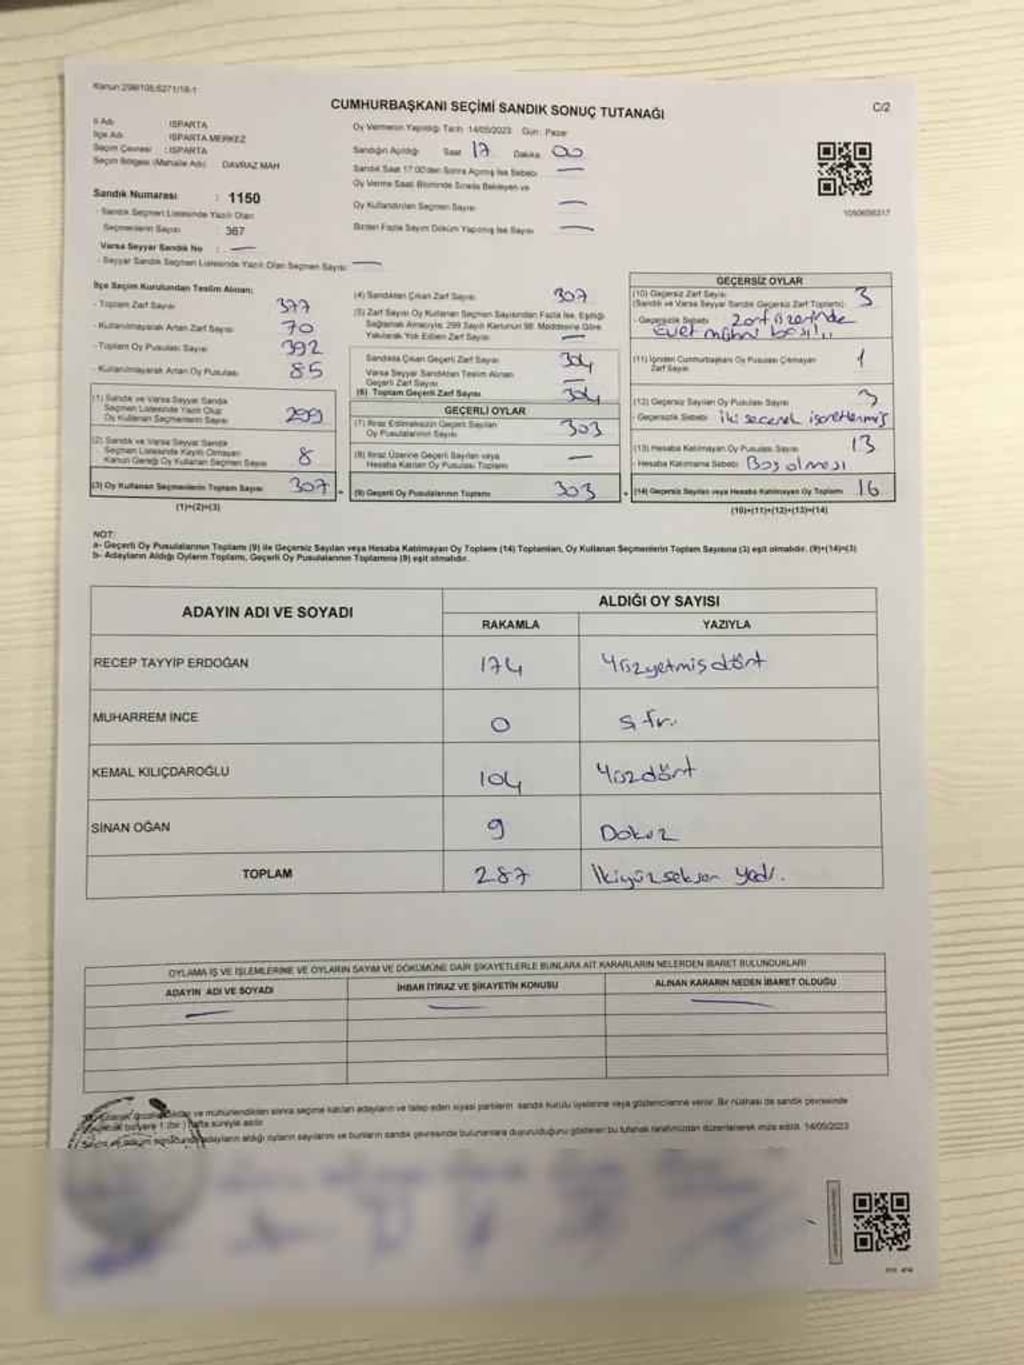 Kanun:298/105,6271/18-1
CUMHURBAŞKANI SEÇİMİ SANDIK SONUÇ TUTANAĞI
C/2
İl Adı : ISPARTA
İlçe Adı : ISPARTA MERKEZ
Seçim Çevresi : ISPARTA
Seçim Bölgesi (Mahalle Adı) DAVRAZ MAH
Sandık Numarası : 1150
- Sandık Seçmen Listesinde Yazılı Olan
Seçmenlerin Sayısı 367
Varsa Seyyar Sandık No : —
- Seyyar Sandık Seçmen Listesinde Yazılı Olan Seçmen Sayısı: —
Oy Vermenin Yapıldığı Tarih: 14/05/2023 Gün: Pazar
Sandığın Açıldığı Saat 17 Dakika 00
Sandık Saat 17.00'den Sonra Açılmış İse Sebebi —
Oy Verme Saati Bitiminde Sırada Bekleyen ve
Oy Kullandırılan Seçmen Sayısı —
Birden Fazla Sayım Döküm Yapılmış İse Sayısı —
1050656317
İlçe Seçim Kurulundan Teslim Alınan;
- Toplam Zarf Sayısı 377
- Kullanılmayarak Artan Zarf Sayısı 70
- Toplam Oy Pusulası Sayısı 392
- Kullanılmayarak Artan Oy Pusulası 85
(1) Sandık ve Varsa Seyyar Sandık
Seçmen Listesinde Yazılı Olup
Oy Kullanan Seçmenlerin Sayısı 299
(2) Sandık ve Varsa Seyyar Sandık
Seçmen Listesinde Kayıtlı Olmayan
Kanun Gereği Oy Kullanan Seçmen Sayısı 8
(3) Oy Kullanan Seçmenlerin Toplam Sayısı 307
(1)+(2)=(3)
(4) Sandıktan Çıkan Zarf Sayısı 307
(5) Zarf Sayısı Oy Kullanan Seçmen Sayısından Fazla İse, Eşitliği
Sağlamak Amacıyla; 298 Sayılı Kanunun 98. Maddesine Göre
Yakılarak Yok Edilen Zarf Sayısı —
Sandıkta Çıkan Geçerli Zarf Sayısı 304
Varsa Seyyar Sandıktan Teslim Alınan
Geçerli Zarf Sayısı —
(6) Toplam Geçerli Zarf Sayısı 304
GEÇERLİ OYLAR
(7) İtiraz Edilmeksizin Geçerli Sayılan
Oy Pusulalarının Sayısı 303
(8) İtiraz Üzerine Geçerli Sayılan veya
Hesaba Katılan Oy Pusulası Toplamı —
= (9) Geçerli Oy Pusulalarının Toplamı 303
GEÇERSİZ OYLAR
(10) Geçersiz Zarf Sayısı 3
(Sandık ve Varsa Seyyar Sandık Geçersiz Zarf Toplamı)
- Geçersizlik Sebebi Zarf üzerinde
Evet mührü basılı
(11) İçinden Cumhurbaşkanı Oy Pusulası Çıkmayan 1
Zarf Sayısı
(12) Geçersiz Sayılan Oy Pusulası Sayısı 3
- Geçersizlik Sebebi İki seçenek işaretlenmiş
(13) Hesaba Katılmayan Oy Pusulası Sayısı 13
- Hesaba Katılmama Sebebi Boş olması
+ (14) Geçersiz Sayılan veya Hesaba Katılmayan Oy Toplamı 16
(10)+(11)+(12)+(13)=(14)
NOT:
a- Geçerli Oy Pusulalarının Toplamı (9) ile Geçersiz Sayılan veya Hesaba Katılmayan Oy Toplamı (14) Toplamları, Oy Kullanan Seçmenlerin Toplam Sayısına (3) eşit olmalıdır. (9)+(14)=(3)
b- Adayların Aldığı Oyların Toplamı, Geçerli Oy Pusulalarının Toplamına (9) eşit olmalıdır.
ADAYIN ADI VE SOYADI
ALDIĞI OY SAYISI
RAKAMLA YAZIYLA
RECEP TAYYIP ERDOĞAN 174 Yüzyetmişdört
MUHARREM İNCE 0 Sıfır
KEMAL KILIÇDAROĞLU 104 Yüzdört
SİNAN OĞAN 9 Dokuz
TOPLAM 287 İkiyüzseksen yedi.
OYLAMA İŞ VE İŞLEMLERİNE VE OYLARIN SAYIM VE DÖKÜMÜNE DAİR ŞİKAYETLERLE BUNLARA AİT KARARLARIN NELERDEN İBARET BULUNDUKLARI
ADAYIN ADI VE SOYADI İHBAR İTİRAZ VE ŞİKAYETİN KONUSU ALINAN KARARIN NEDEN İBARET OLDUĞU
— — —
ve mühürlendikten sonra seçime katılan adayların ve talep eden siyasi partilerin sandık kurulu üyelerine veya gözlemcilerine verilir. Bir nüshası da sandık çevresinde
1 (bir) hafta süreyle asılır.
adayların aldığı oyların sayılarını ve bunların sandık çevresinde bulunanlara duyurulduğunu gösteren bu tutanak tarafımızdan düzenlenerek imza edildi. 14/05/2023